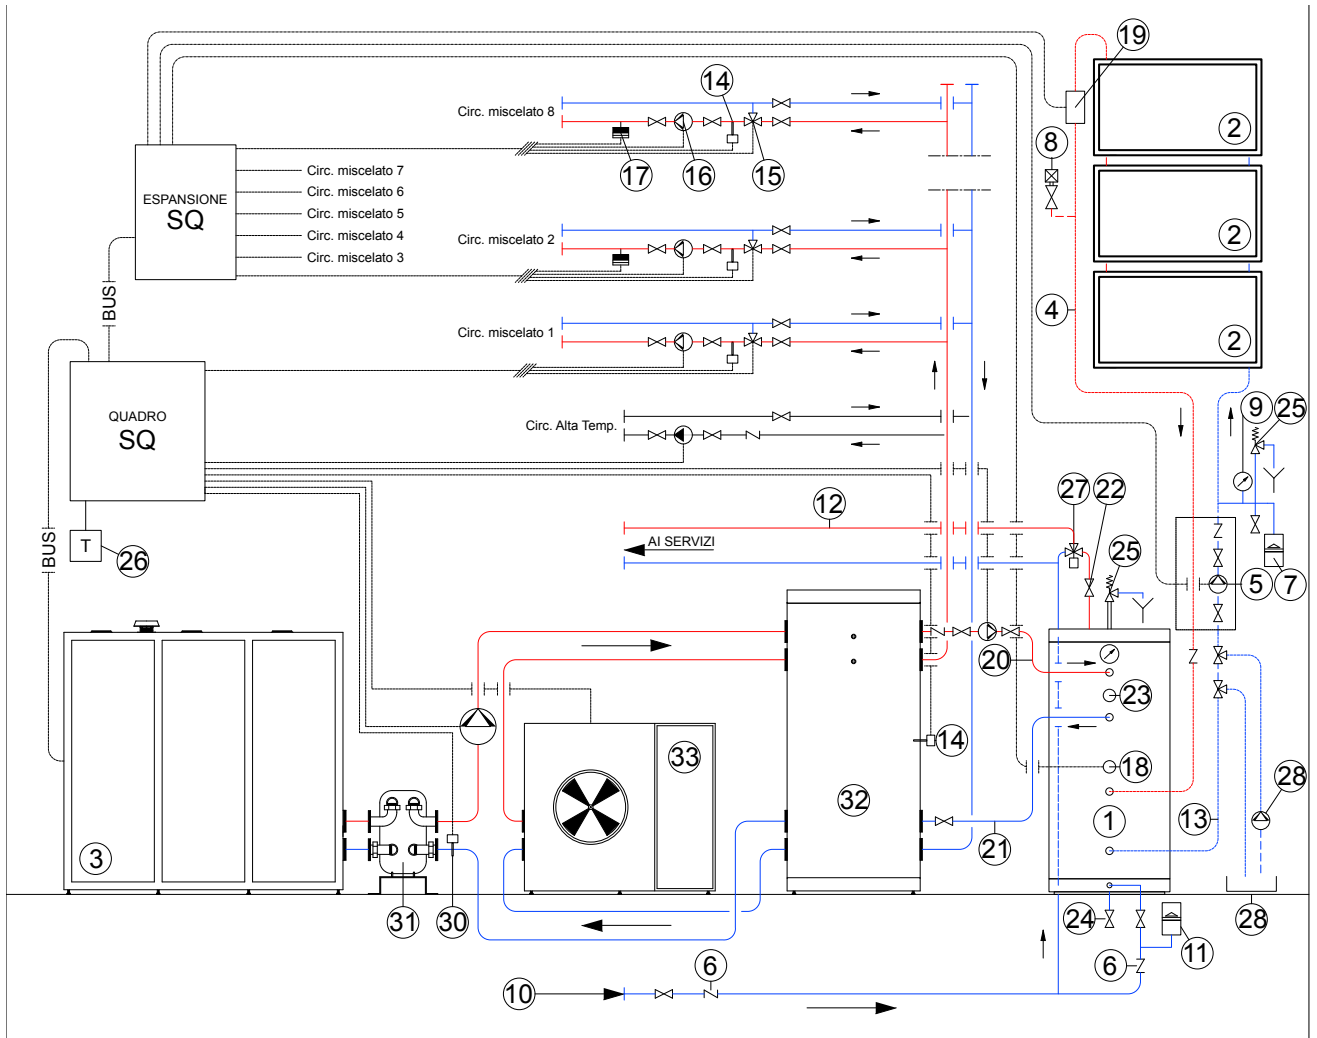 19
14
Circ. miscelato 8
2
8
17
16
15
Circ. miscelato 7
ESPANSIONE
SQ
Circ. miscelato 6
Circ. miscelato 5
Circ. miscelato 4
Circ. miscelato 3
Circ. miscelato 2
2
BUS
4
Circ. miscelato 1
2
QUADRO
SQ
Circ. Alta Temp.
9
25
27
22
12
AI SERVIZI
T
26
BUS
25
5
7
20
23
33
14
18
32
28
1
13
3
21
31
30
24
28
11
6
6
10